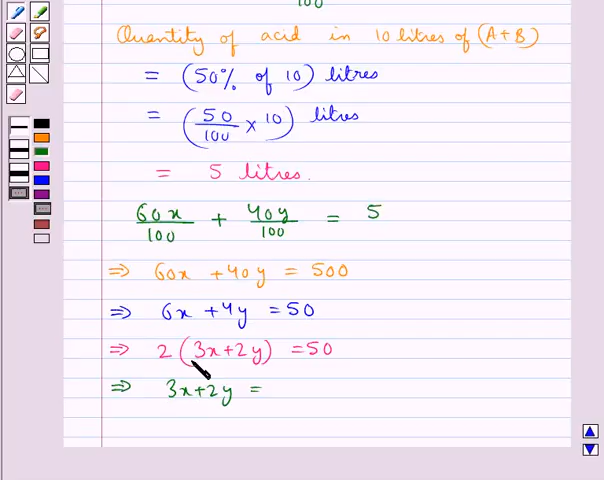 100
Quantity of acid in 10 litres of (A+B)
= (50% of 10) litres
= (50/100 × 10) litres
= 5 litres.
60x/100 + 40y/100 = 5
⇒ 60x + 40y = 500
⇒ 6x + 4y = 50
⇒ 2 (3x+2y) = 50
⇒ 3x+2y =